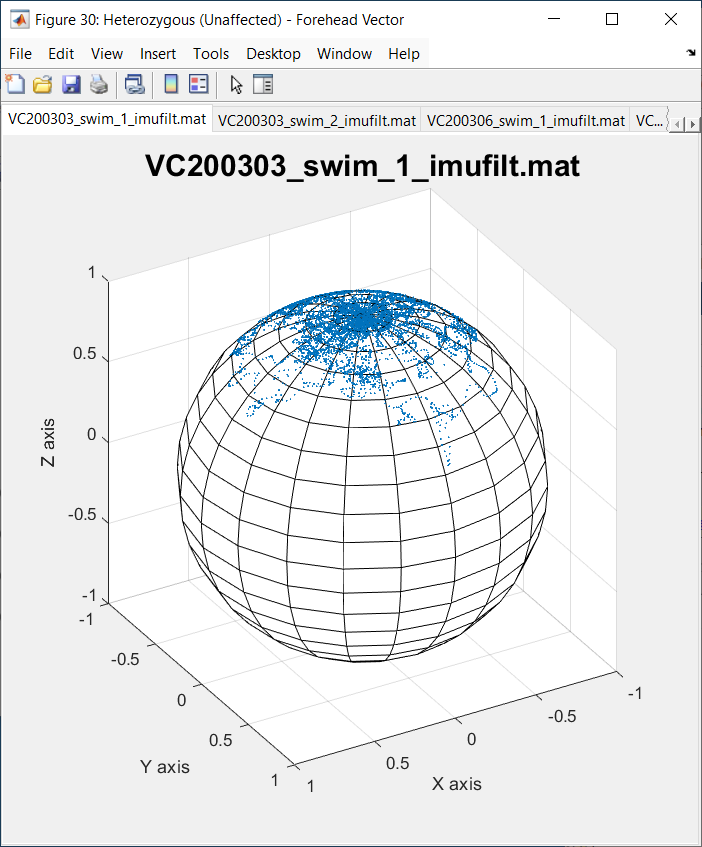 Figure 30: Heterozygous (Unaffected) - Forehead Vector
File Edit View Insert Tools Desktop Window Help
VC200303_swim_1_imufilt.mat VC200303_swim_2_imufilt.mat VC200306_swim_1_imufilt.mat VC...
VC200303_swim_1_imufilt.mat
1
0.5
0
-0.5
-1
Z axis
-1
-0.5
0
0.5
1
Y axis
1
0.5
0
-0.5
-1
X axis